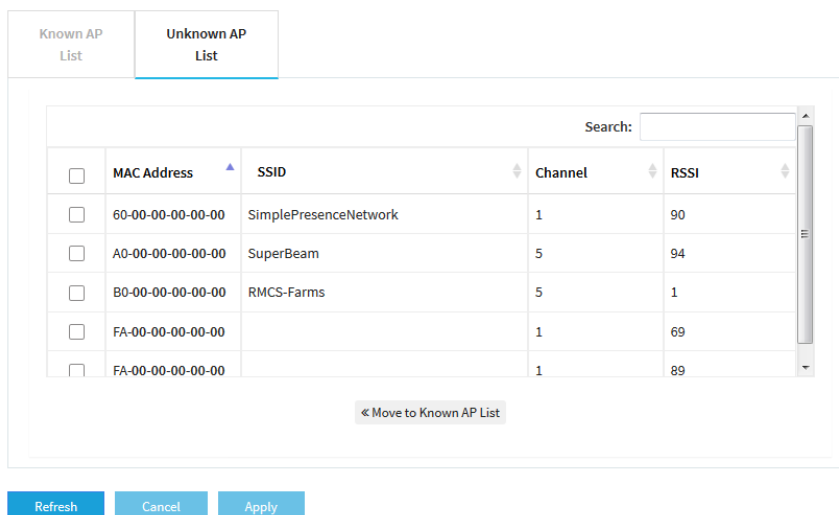 Known AP Unknown AP
List List
Search:
MAC Address SSID Channel RSSI
60-00-00-00-00-00 SimplePresenceNetwork 1 90
A0-00-00-00-00-00 SuperBeam 5 94
B0-00-00-00-00-00 RMCS-Farms 5 1
FA-00-00-00-00-00 1 69
FA-00-00-00-00-00 1 89
« Move to Known AP List
Refresh Cancel Apply